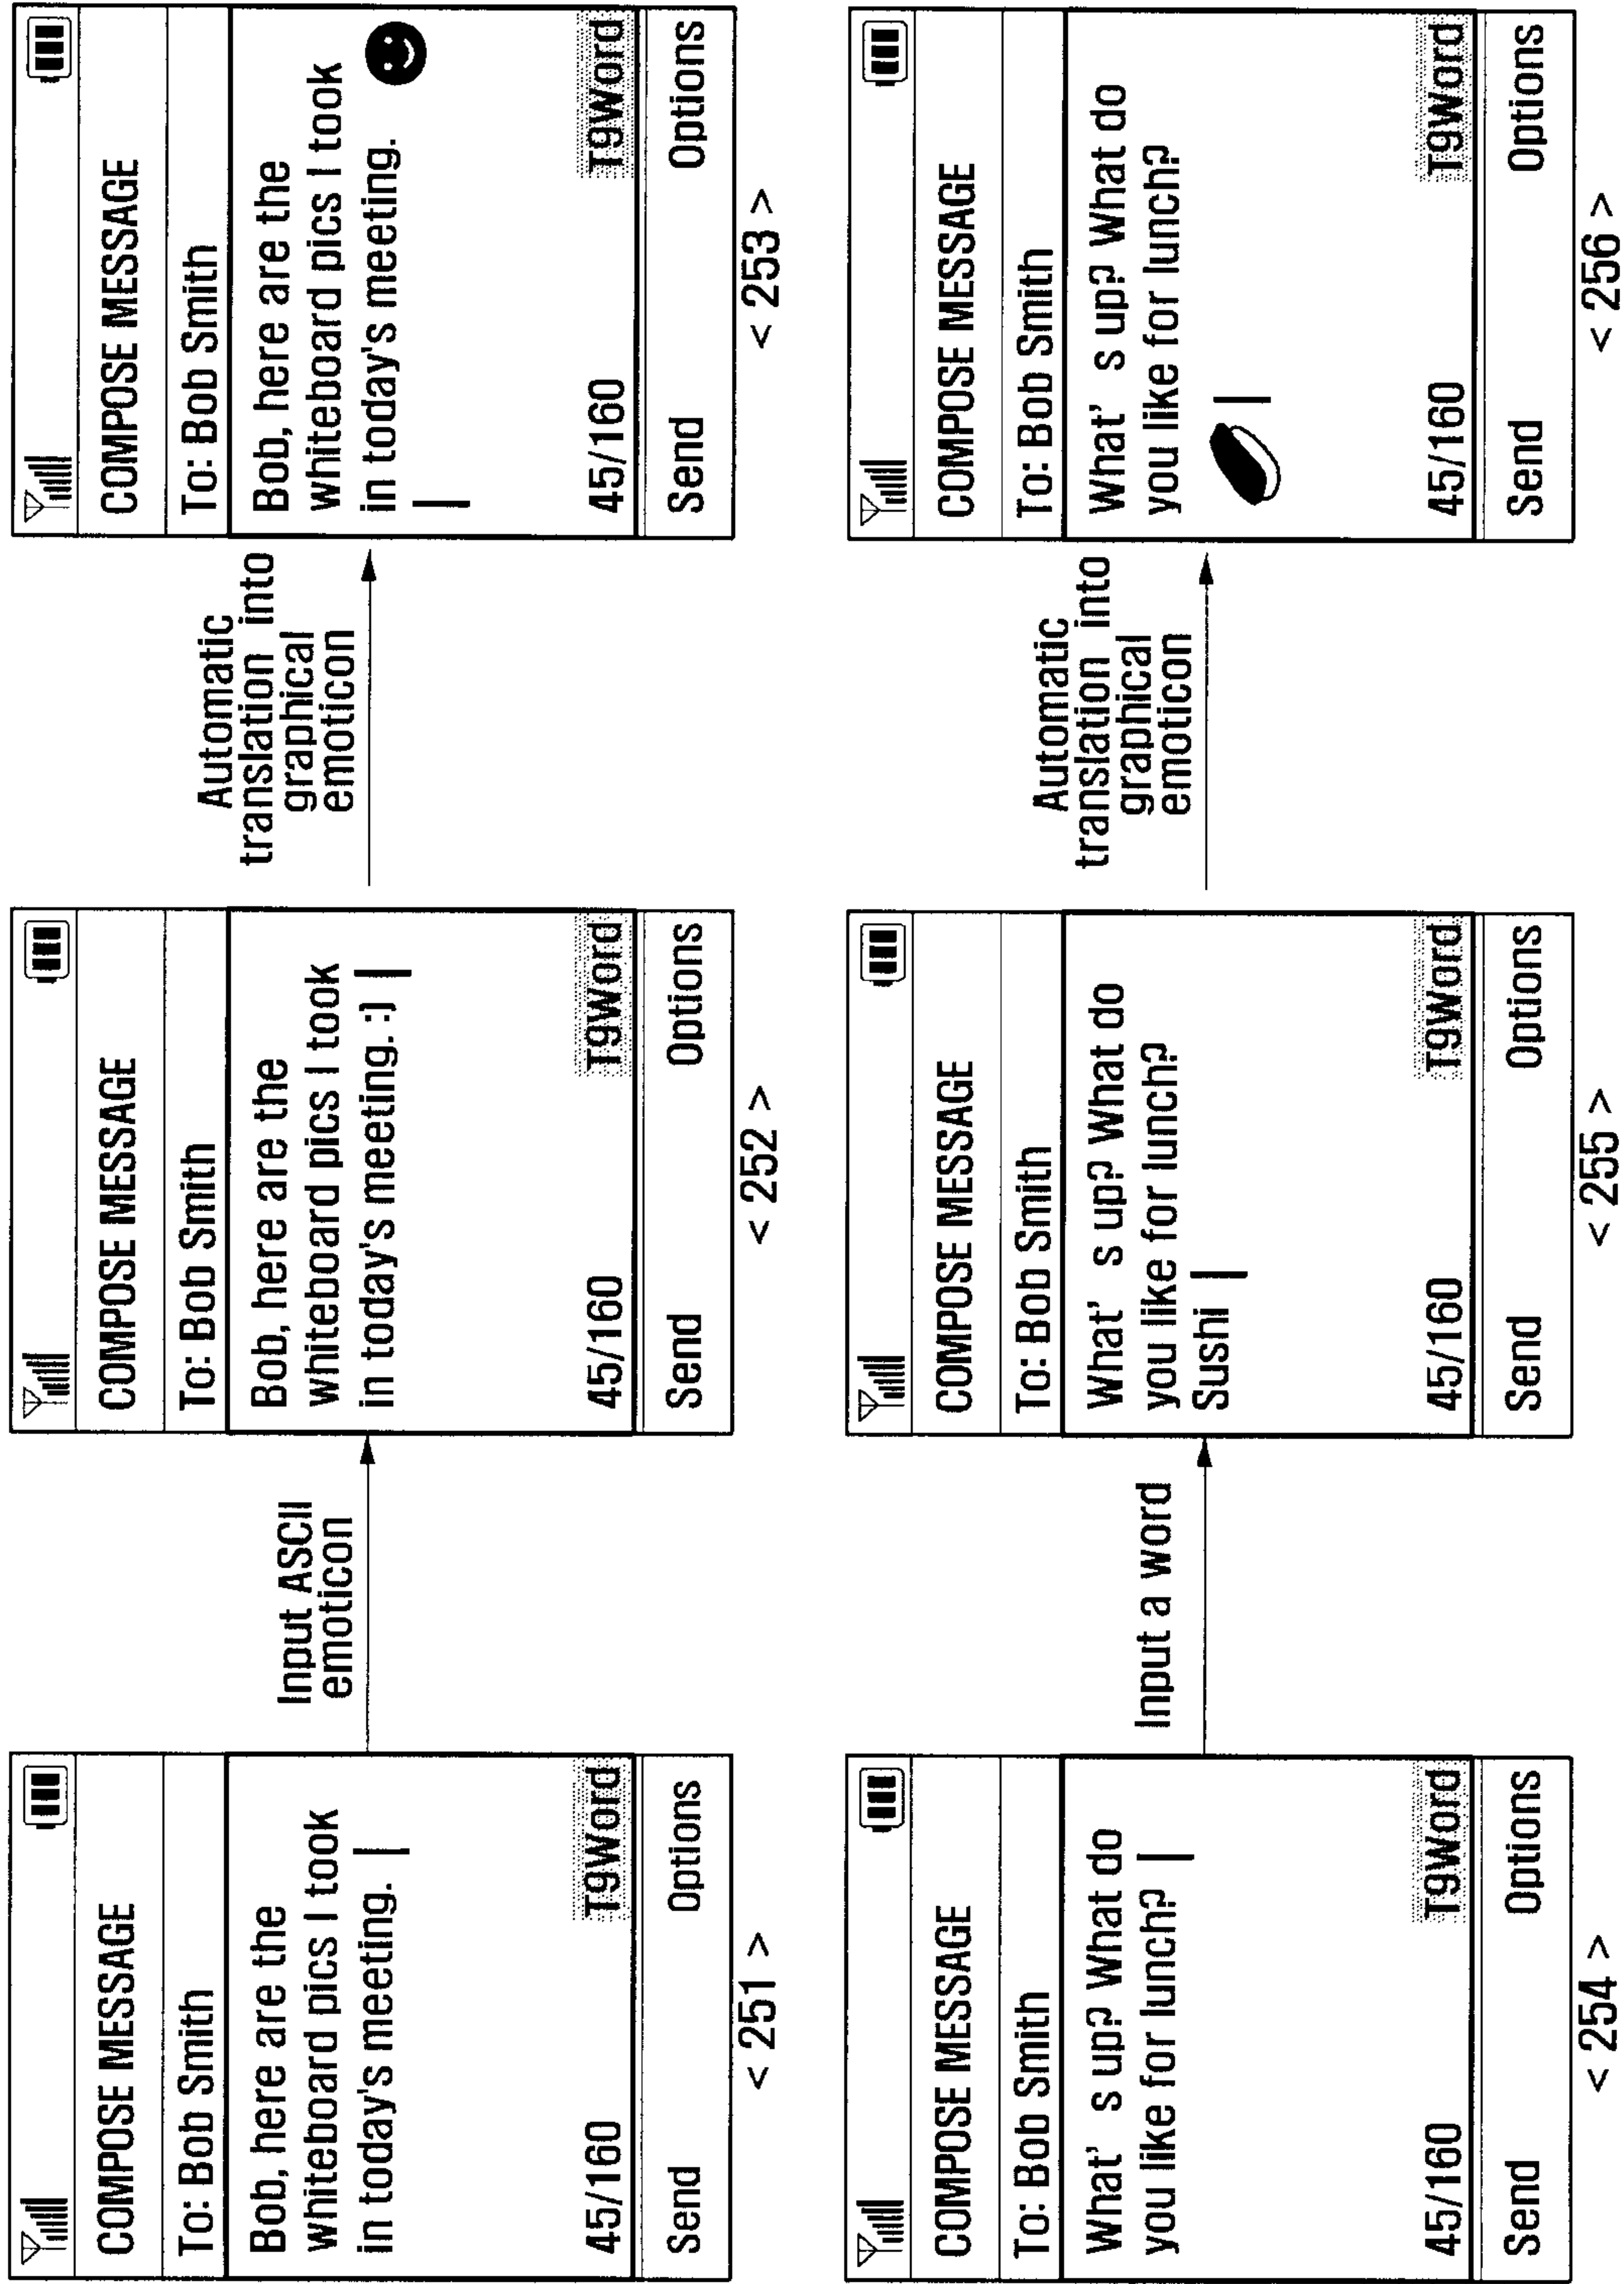 COMPOSE MESSAGE
To: Bob Smith
Bob, here are the
whiteboard pics I took
in today's meeting.
45/160
T9Word
Send
Options
< 251 >
Input ASCII
emoticon
COMPOSE MESSAGE
To: Bob Smith
Bob, here are the
whiteboard pics I took
in today's meeting. :)
45/160
T9Word
Send
Options
< 252 >
Automatic
translation into
graphical
emoticon
COMPOSE MESSAGE
To: Bob Smith
Bob, here are the
whiteboard pics I took
in today's meeting.
45/160
T9Word
Send
Options
< 253 >
COMPOSE MESSAGE
To: Bob Smith
What' s up? What do
you like for lunch?
45/160
T9Word
Send
Options
< 254 >
Input a word
COMPOSE MESSAGE
To: Bob Smith
What' s up? What do
you like for lunch?
Sushi
45/160
T9Word
Send
Options
< 255 >
Automatic
translation into
graphical
emoticon
COMPOSE MESSAGE
To: Bob Smith
What' s up? What do
you like for lunch?
45/160
T9Word
Send
Options
< 256 >